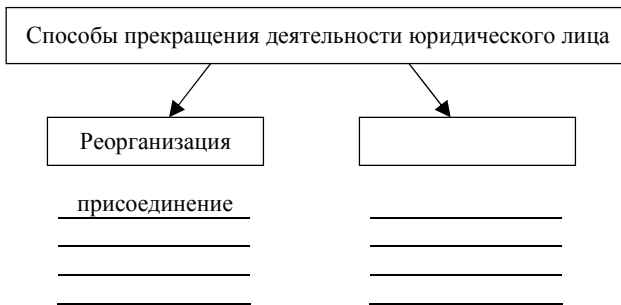 Способы прекращения деятельности юридического лица
Реорганизация
присоединение